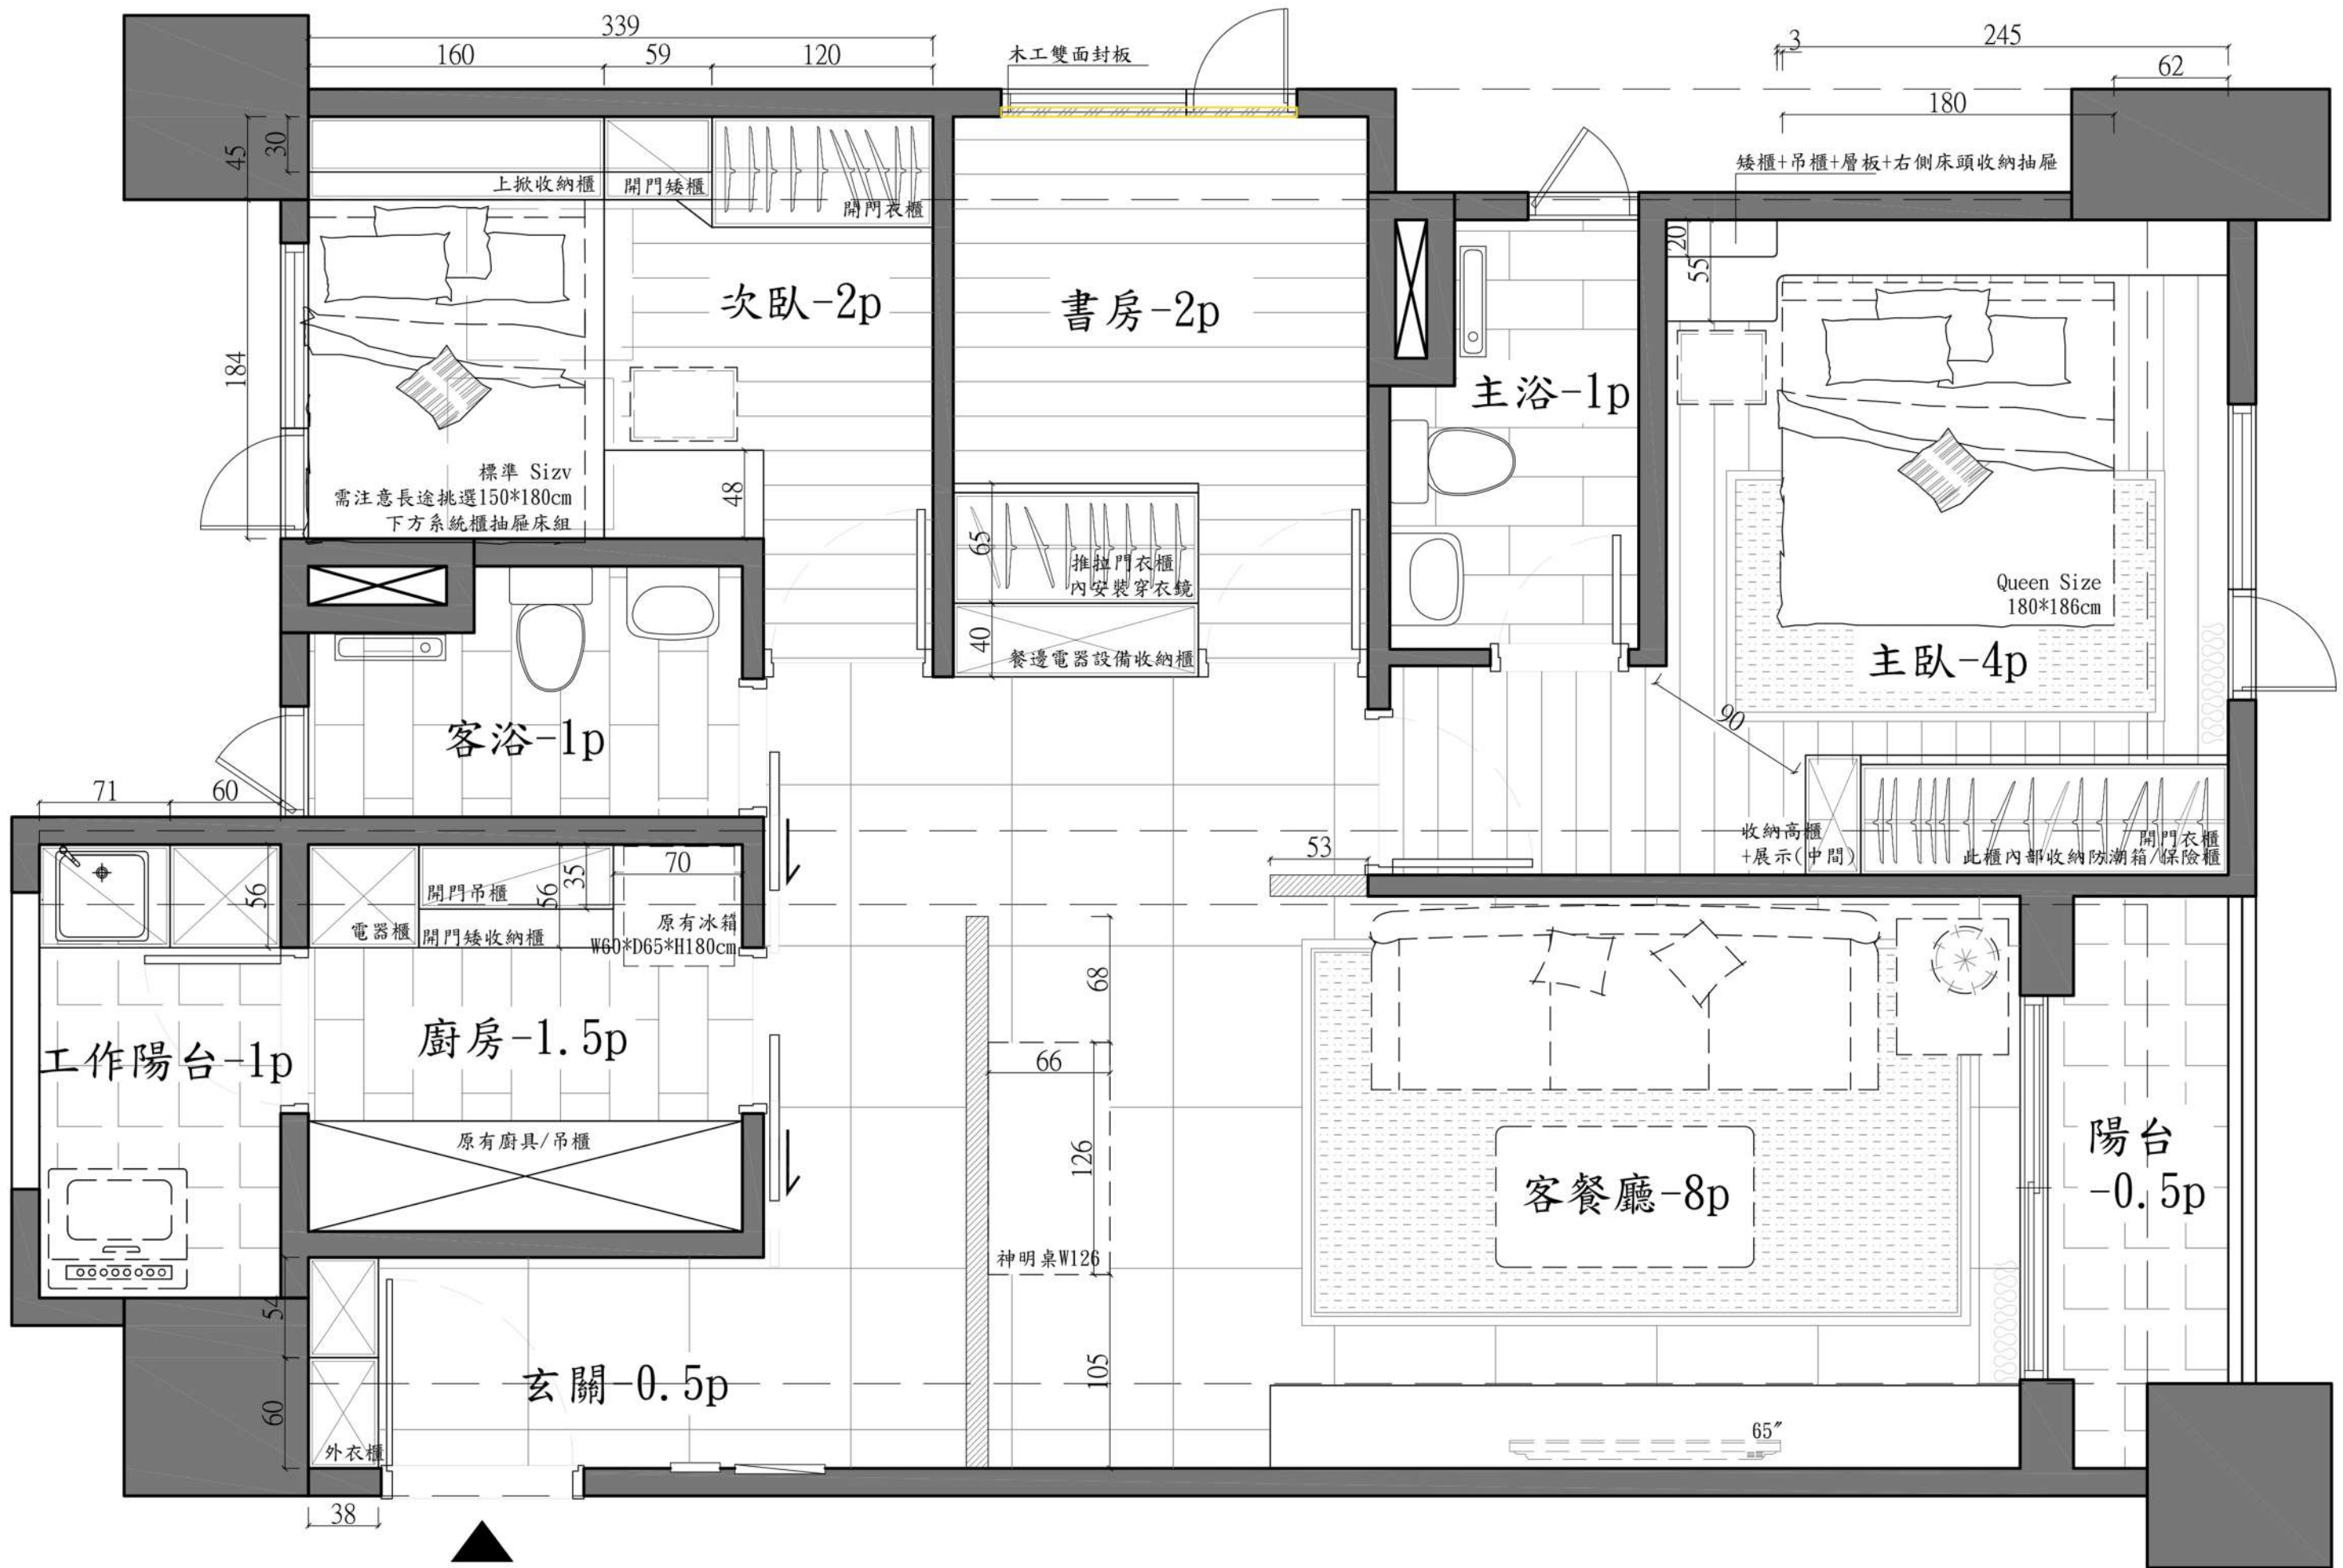 339
160
59
120
木工雙面封板
3
245
62
180
45
30
上掀收納櫃
開門矮櫃
開門衣櫃
矮櫃+吊櫃+層板+右側床頭收納抽屜
20
55
184
次臥-2p
書房-2p
主浴-1p
標準 Sizv
需注意長途挑選150*180cm
下方系統櫃抽屜床組
48
65
推拉門衣櫃
內安裝穿衣鏡
40
餐邊電器設備收納櫃
Queen Size
180*186cm
主臥-4p
90
客浴-1p
71
60
53
收納高櫃
+展示(中間)
開門衣櫃
此櫃內部收納防潮箱/保險櫃
56
電器櫃
開門吊櫃
開門矮收納櫃
56
35
70
原有冰箱
W60*D65*H180cm
68
工作陽台-1p
廚房-1.5p
66
126
原有廚具/吊櫃
客餐廳-8p
陽台
-0.5p
神明桌W126
54
60
外衣櫃
玄關-0.5p
105
65″
38